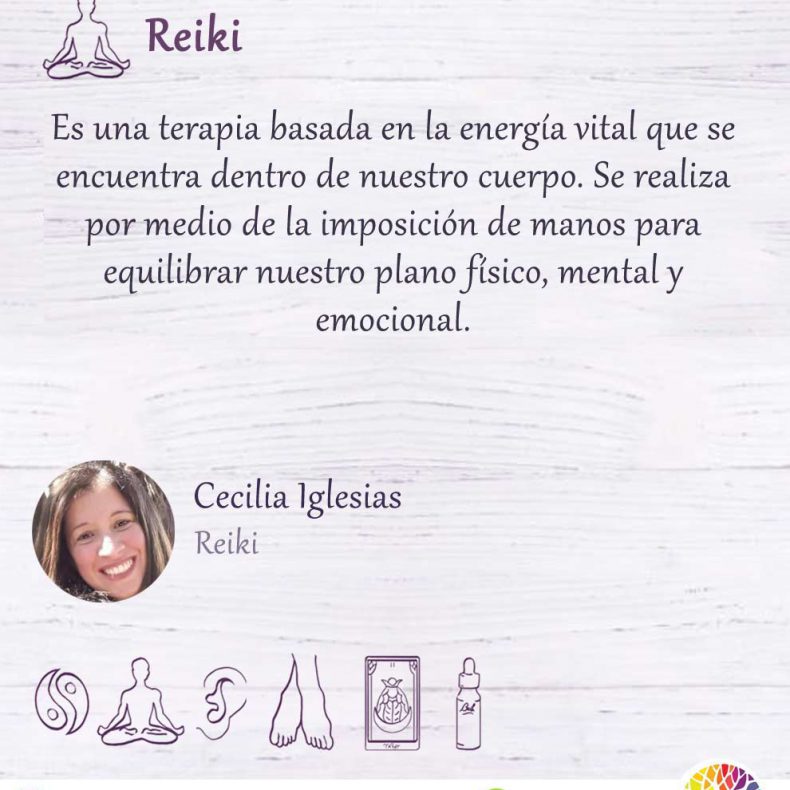 Reiki
Es una terapia basada en la energía vital que se
encuentra dentro de nuestro cuerpo. Se realiza
por medio de la imposición de manos para
equilibrar nuestro plano físico, mental y
emocional.
Cecilia Iglesias
Reiki
II